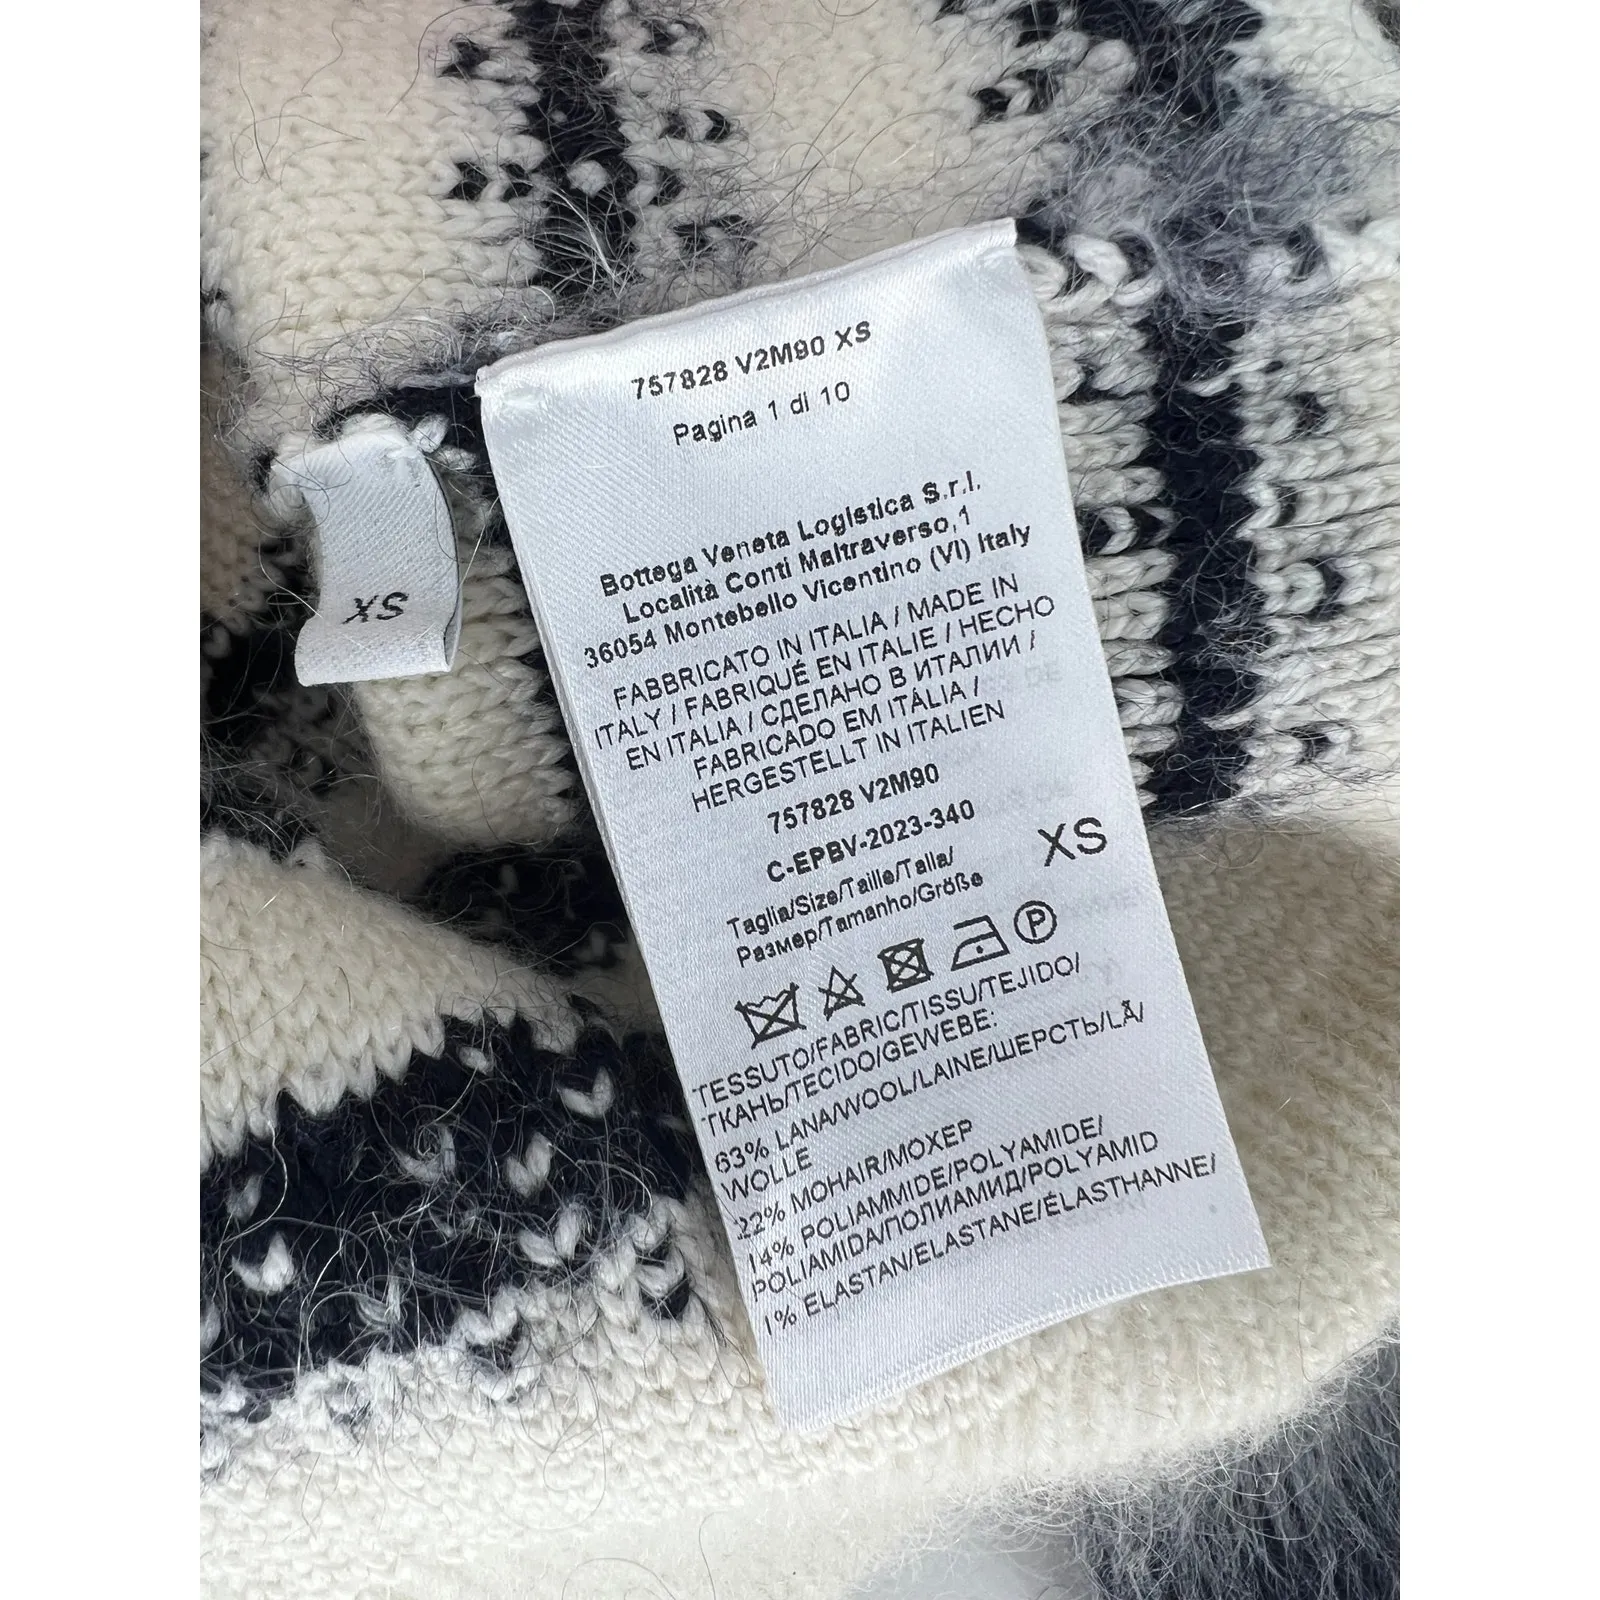 757828 V2M90 XS
Pagina 1 di 10
Bottega Veneta Logistica S.r.l.
Località Conti Maltraverso,1
36054 Montebello Vicentino (VI) Italy
FABBRICATO IN ITALIA / MADE IN
ITALY / FABRIQUÉ EN ITALIE / HECHO
EN ITALIA / СДЕЛАНО В ИТАЛИИ /
FABRICADO EM ITÁLIA /
HERGESTELLT IN ITALIEN
757828 V2M90
C-EPBV-2023-340
Taglia/Size/Taille/Talla/
Размер/Tamanho/Größe
XS
P
TESSUTO/FABRIC/TISSU/TEJIDO/
ТКАНЬ/TECIDO/GEWEBE:
63% LANA/WOOL/LAINE/ШЕРСТЬ/LÃ/
WOLLE
22% MOHAIR/МОХЕР
14% POLIAMMIDE/POLYAMIDE/
POLIAMIDA/ПОЛИАМИД/POLYAMID
1% ELASTAN/ELASTANE/ÉLASTHANNE/
XS